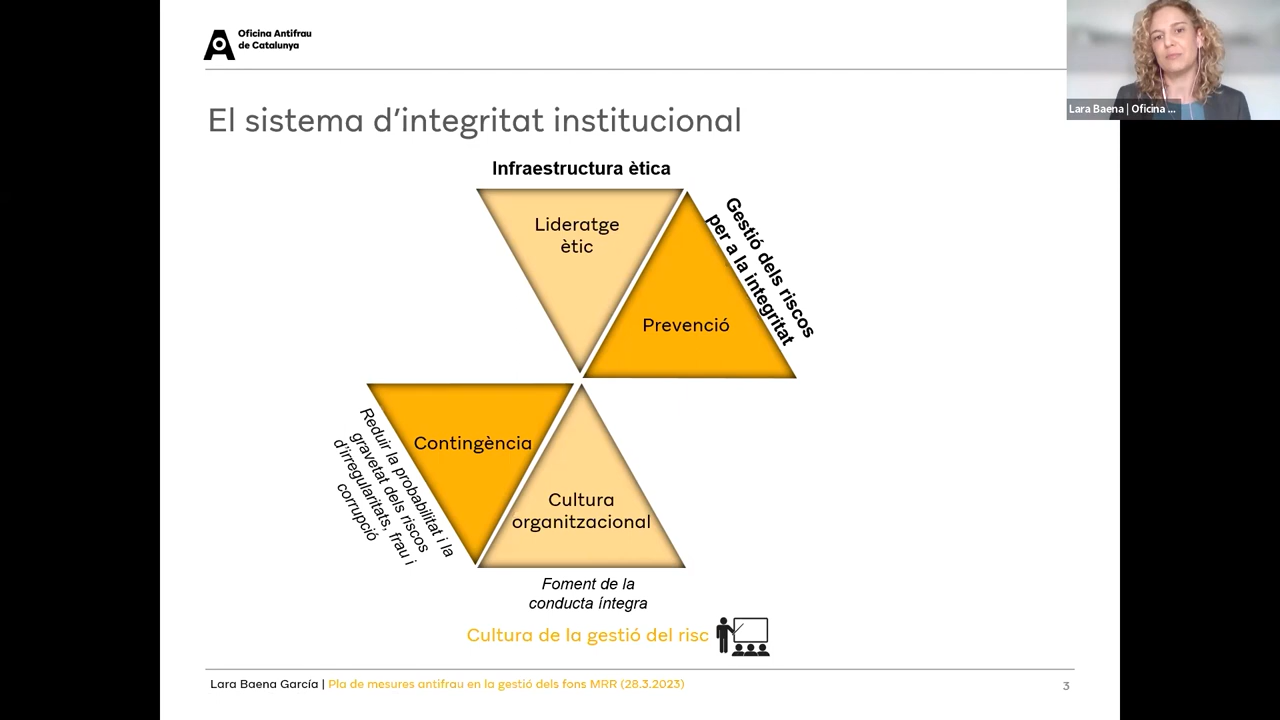 Oficina Antifrau
de Catalunya
Lara Baena | Oficina ...
El sistema d'integritat institucional
Infraestructura ètica
Lideratge
ètic
Gestió dels riscos
per a la integritat
Prevenció
Contingència
Reduir la probabilitat i la
gravetat dels riscos
d'irregularitats, frau i
corrupció
Cultura
organitzacional
Foment de la
conducta íntegra
Cultura de la gestió del risc
Lara Baena García | Pla de mesures antifrau en la gestió dels fons MRR (28.3.2023)
3